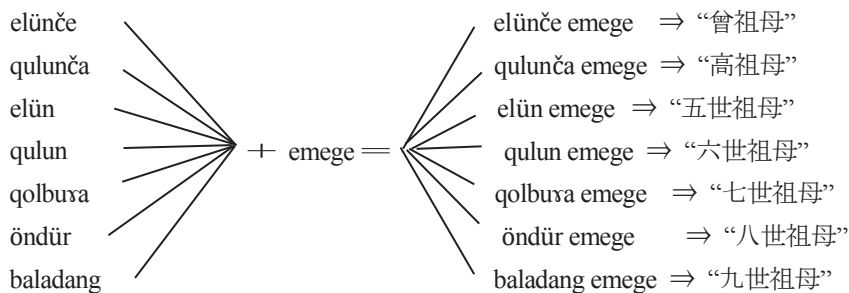 elünče elünče emege ⇒ “曾祖母”
qulunča qulunča emege ⇒ “高祖母”
elün elün emege ⇒ “五世祖母”
qulun + emege = qulun emege ⇒ “六世祖母”
qolbuɤa qolbuɤa emege ⇒ “七世祖母”
öndür öndür emege ⇒ “八世祖母”
baladang baladang emege ⇒ “九世祖母”